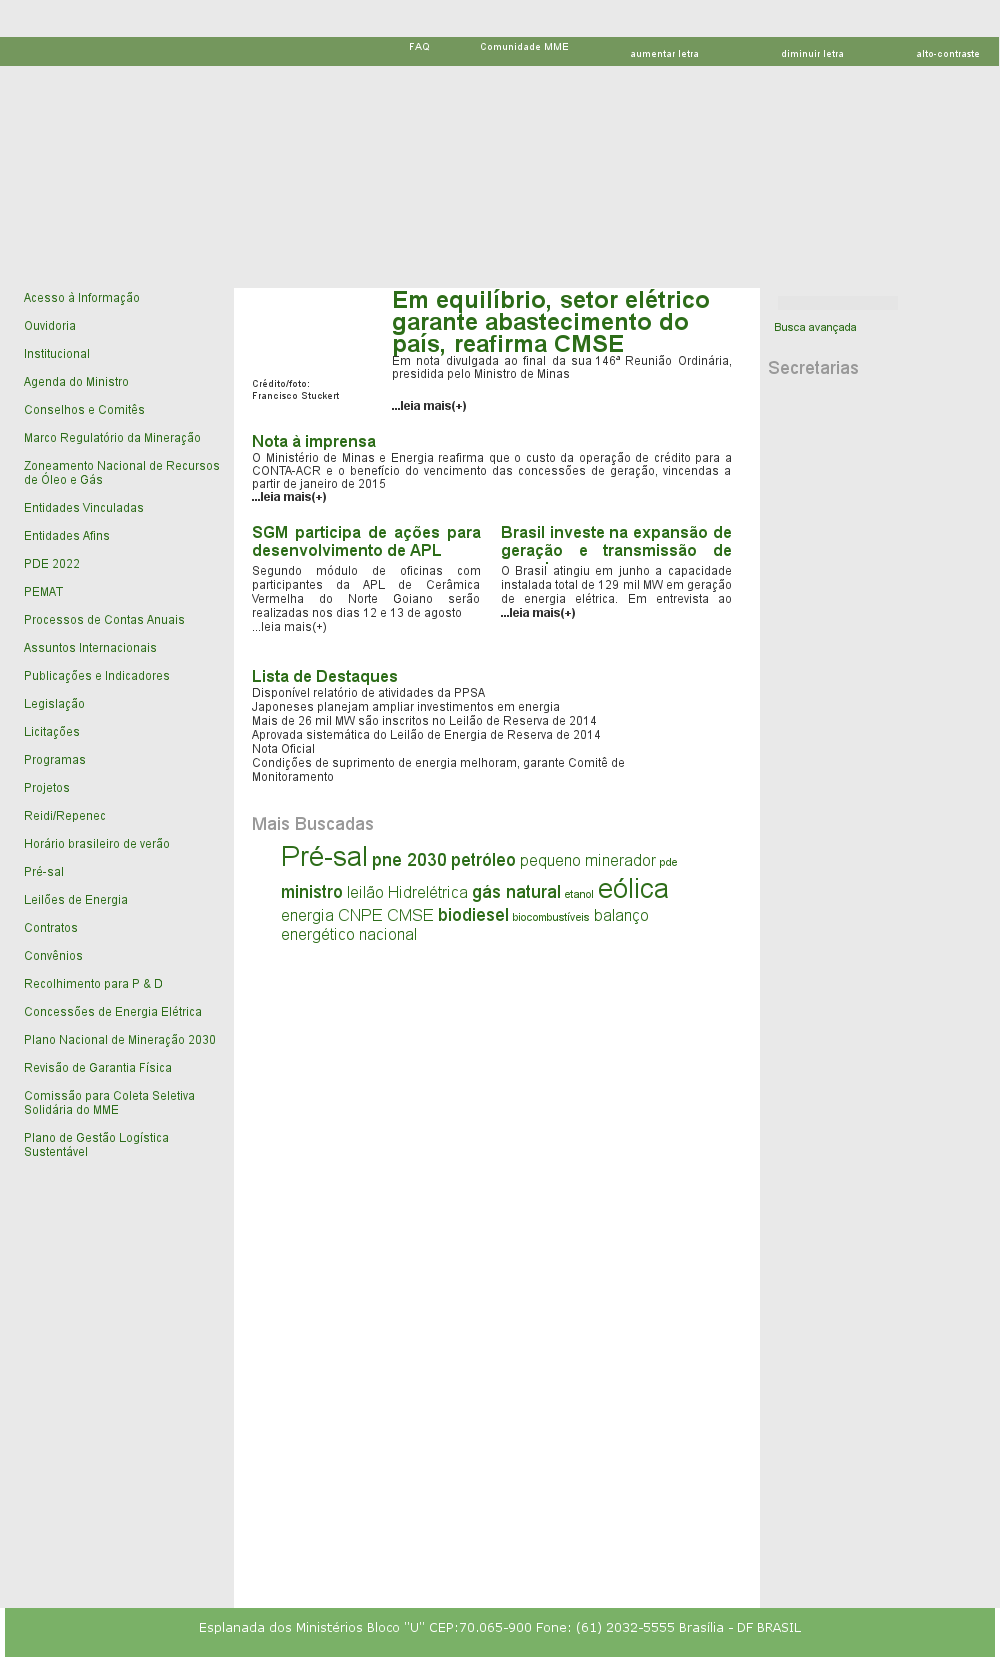 FAQ
Comunidade MME
aumentar letra
diminuir letra
alto-contraste
Acesso à Informação
Ouvidoria
Institucional
Agenda do Ministro
Conselhos e Comitês
Marco Regulatório da Mineração
Zoneamento Nacional de Recursos
de Óleo e Gás
Entidades Vinculadas
Entidades Afins
PDE 2022
PEMAT
Processos de Contas Anuais
Assuntos Internacionais
Publicações e Indicadores
Legislação
Licitações
Programas
Projetos
Reidi/Repenec
Horário brasileiro de verão
Pré-sal
Leilões de Energia
Contratos
Convênios
Recolhimento para P & D
Concessões de Energia Elétrica
Plano Nacional de Mineração 2030
Revisão de Garantia Física
Comissão para Coleta Seletiva
Solidária do MME
Plano de Gestão Logística
Sustentável
Crédito/foto:
Francisco Stuckert
Em equilíbrio, setor elétrico
garante abastecimento do
país, reafirma CMSE
Em nota divulgada ao final da sua 146ª Reunião Ordinária,
presidida pelo Ministro de Minas
...leia mais(+)
Nota à imprensa
O Ministério de Minas e Energia reafirma que o custo da operação de crédito para a
CONTA-ACR e o benefício do vencimento das concessões de geração, vincendas a
partir de janeiro de 2015
...leia mais(+)
SGM participa de ações para
desenvolvimento de APL
Segundo módulo de oficinas com
participantes da APL de Cerâmica
Vermelha do Norte Goiano serão
realizadas nos dias 12 e 13 de agosto
...leia mais(+)
Brasil investe na expansão de
geração e transmissão de
O Brasil atingiu em junho a capacidade
instalada total de 129 mil MW em geração
de energia elétrica. Em entrevista ao
...leia mais(+)
Lista de Destaques
Disponível relatório de atividades da PPSA
Japoneses planejam ampliar investimentos em energia
Mais de 26 mil MW são inscritos no Leilão de Reserva de 2014
Aprovada sistemática do Leilão de Energia de Reserva de 2014
Nota Oficial
Condições de suprimento de energia melhoram, garante Comitê de
Monitoramento
Mais Buscadas
Pré-sal pne 2030 petróleo pequeno minerador pde
ministro leilão Hidrelétrica gás natural etanol eólica
energia CNPE CMSE biodiesel biocombustíveis balanço
energético nacional
Busca avançada
Secretarias
Esplanada dos Ministérios Bloco "U" CEP:70.065-900 Fone: (61) 2032-5555 Brasília - DF BRASIL